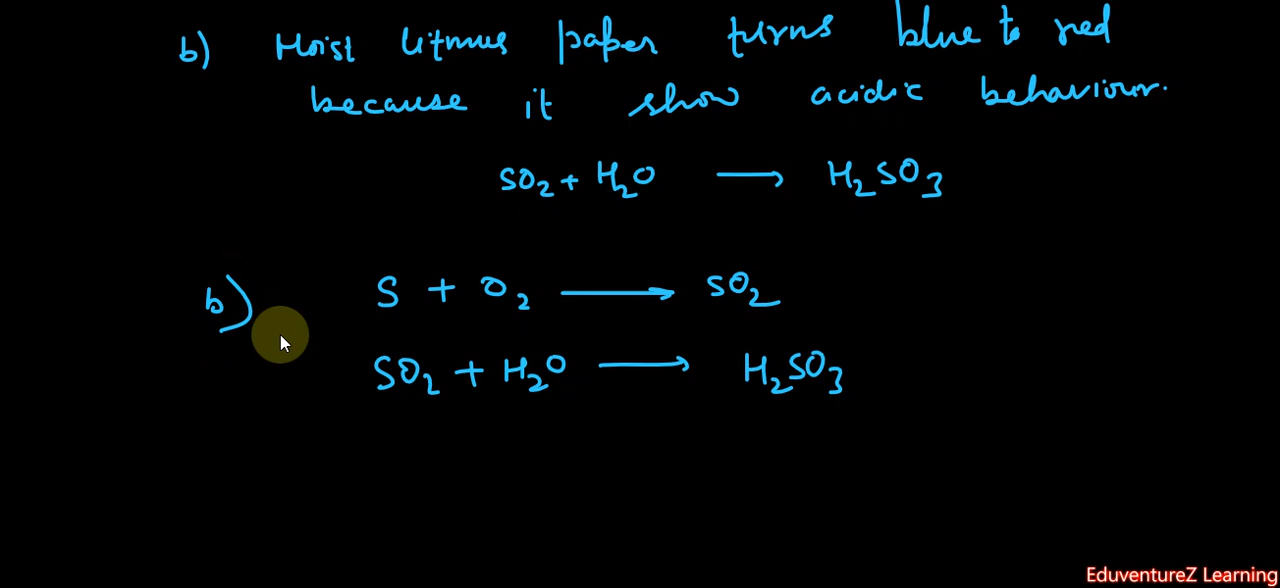 b) Moist litmus paper turns blue to red
because it show acidic behaviour.
SO₂ + H₂O → H₂SO₃
b) S + O₂ → SO₂
SO₂ + H₂O → H₂SO₃
EduventureZ Learning